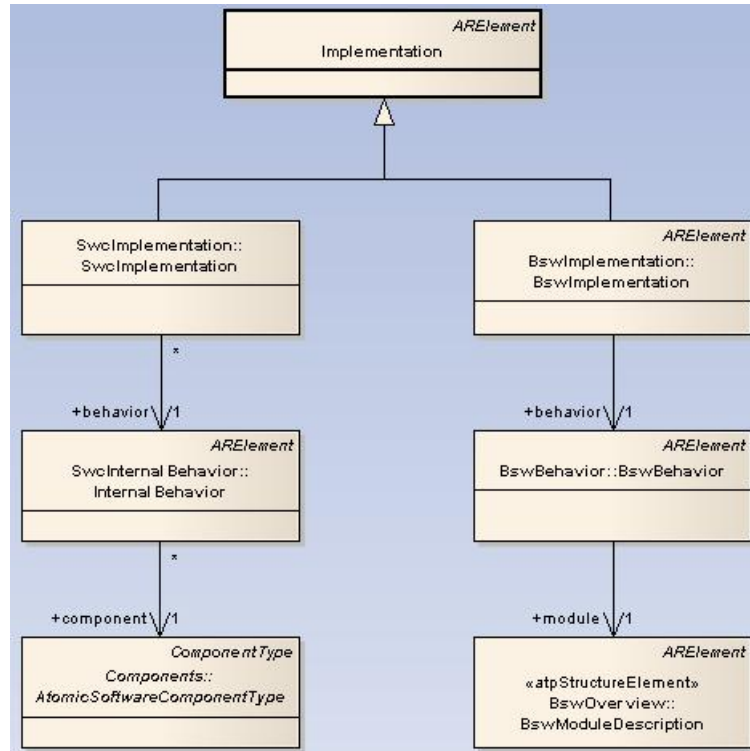 ARElement
Implementation
SwcImplementation::
SwcImplementation
ARElement
BswImplementation::
BswImplementation
*
+behavior
1
+behavior
1
ARElement
SwcInternal Behavior::
Internal Behavior
ARElement
BswBehavior::BswBehavior
*
+component
1
+module
1
ComponentType
Components::
AtomicSoftwareComponentType
ARElement
«atpStructureElement»
BswOverview::
BswModuleDescription